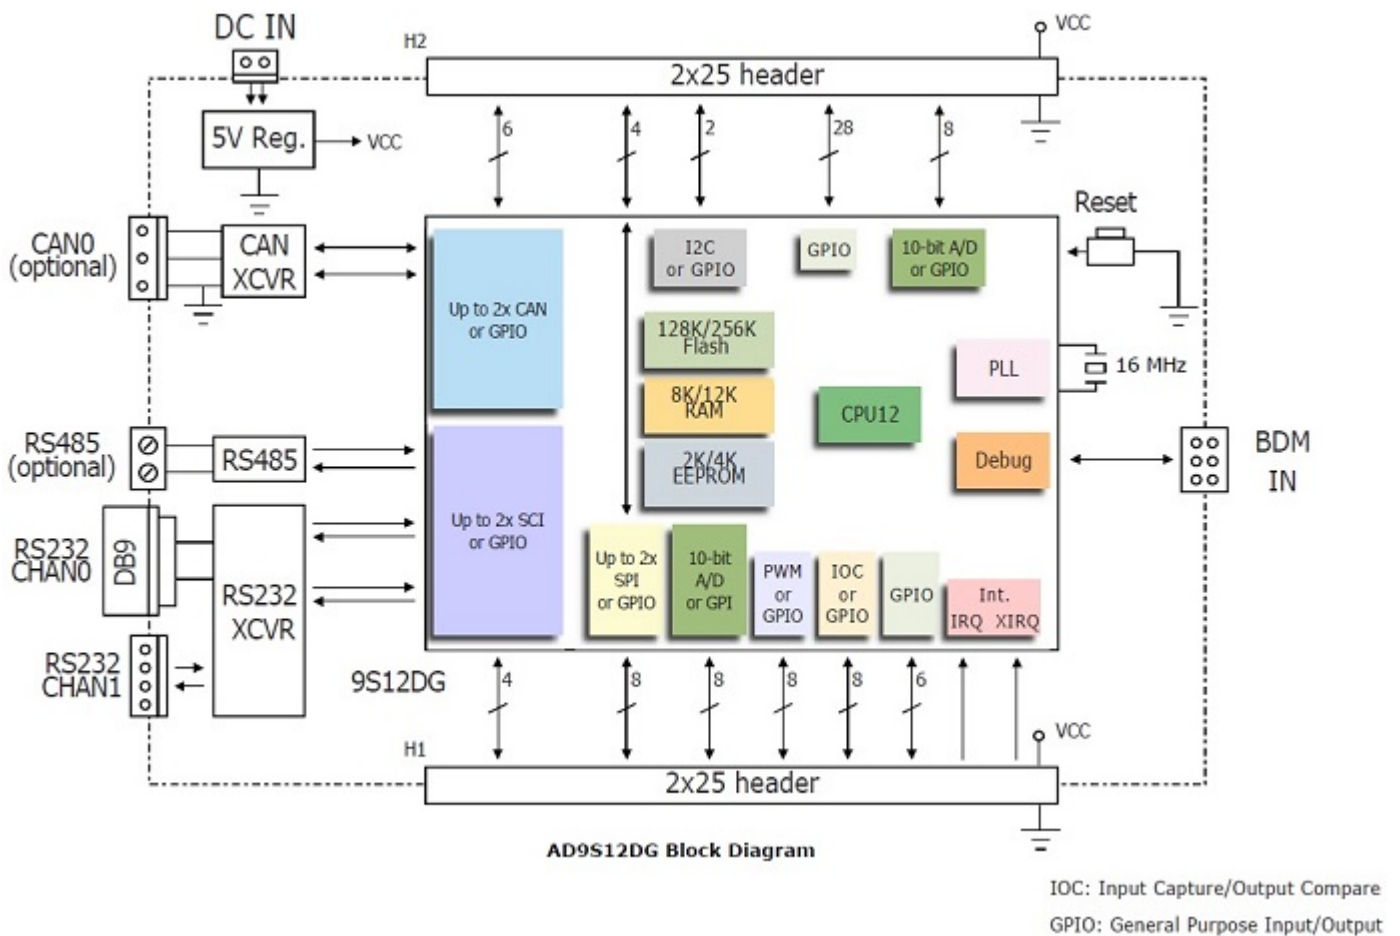 DC IN
H2
VCC
2x25 header
6
4
2
28
8
5V Reg.
VCC
Reset
CAN0
(optional)
CAN
XCVR
Up to 2x CAN
or GPIO
I2C
or GPIO
GPIO
10-bit A/D
or GPIO
128K/256K
Flash
PLL
16 MHz
8K/12K
RAM
CPU12
RS485
(optional)
RS485
2K/4K
EEPROM
Debug
BDM
IN
RS232
CHAN0
DB9
RS232
XCVR
Up to 2x SCI
or GPIO
Up to 2x
SPI
or GPIO
10-bit
A/D
or GPI
PWM
or
GPIO
IOC
or
GPIO
GPIO
Int.
IRQ XIRQ
RS232
CHAN1
9S12DG
4
8
8
8
8
6
H1
VCC
2x25 header
AD9S12DG Block Diagram
IOC: Input Capture/Output Compare
GPIO: General Purpose Input/Output